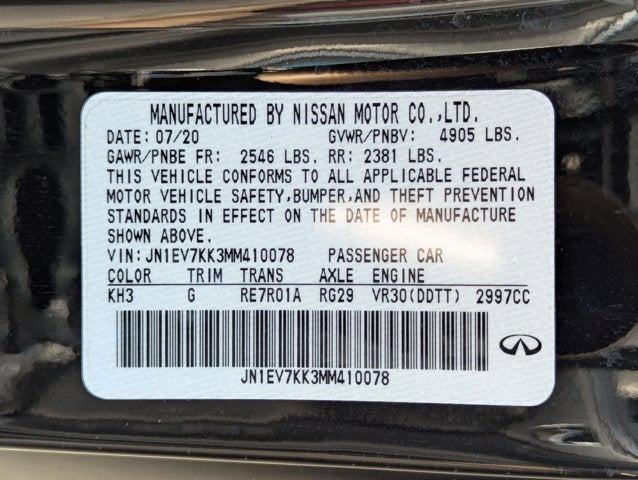 MANUFACTURED BY NISSAN MOTOR CO.,LTD.
DATE: 07/20 GVWR/PNBV: 4905 LBS.
GAWR/PNBE FR: 2546 LBS. RR: 2381 LBS.
THIS VEHICLE CONFORMS TO ALL APPLICABLE FEDERAL
MOTOR VEHICLE SAFETY,BUMPER,AND THEFT PREVENTION
STANDARDS IN EFFECT ON THE DATE OF MANUFACTURE
SHOWN ABOVE.
VIN:JN1EV7KK3MM410078 PASSENGER CAR
COLOR TRIM TRANS AXLE ENGINE
KH3 G RE7R01A RG29 VR30(DDTT) 2997CC
JN1EV7KK3MM410078